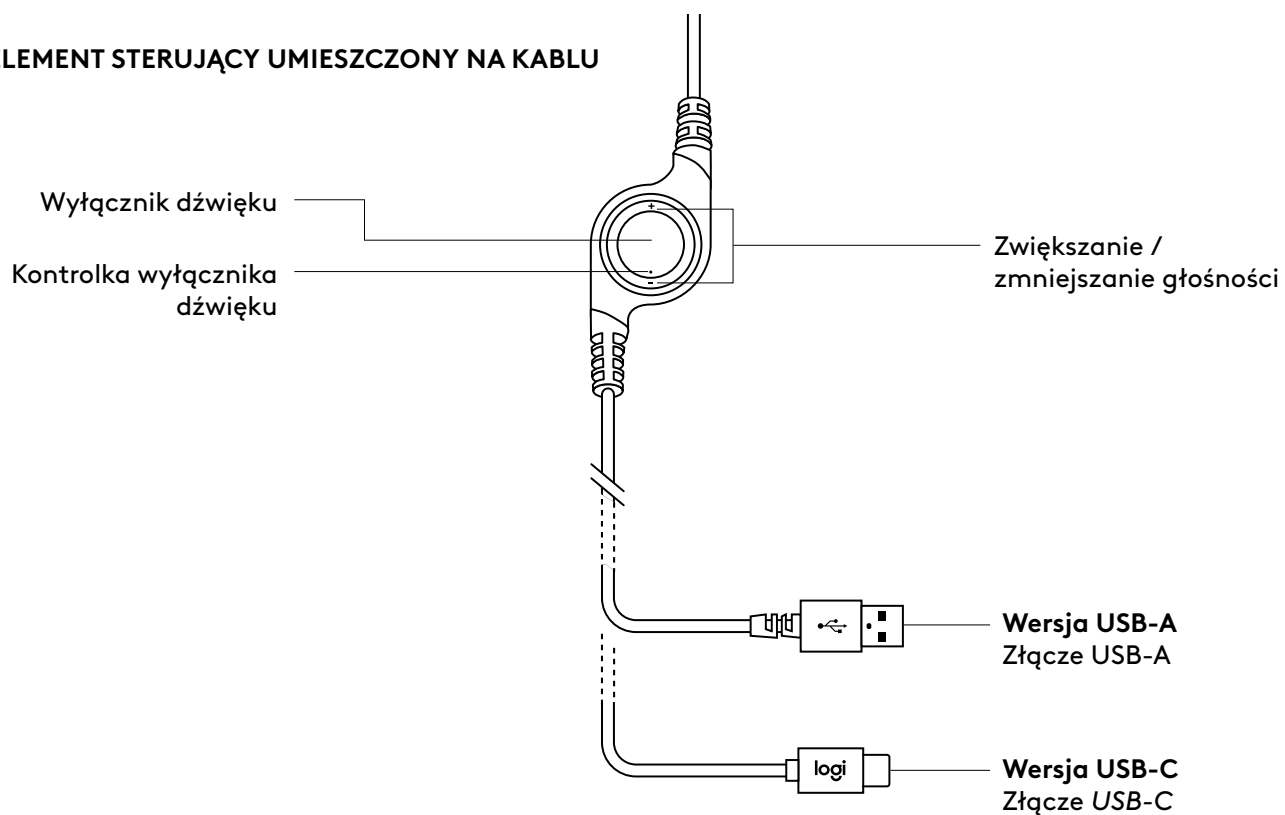 LEMENT STERUJĄCY UMIESZCZONY NA KABLU
Wyłącznik dźwięku
Kontrolka wyłącznika
dźwięku
+
-
Zwiększanie /
zmniejszanie głośności
Wersja USB-A
Złącze USB-A
logi
Wersja USB-C
Złącze USB-C